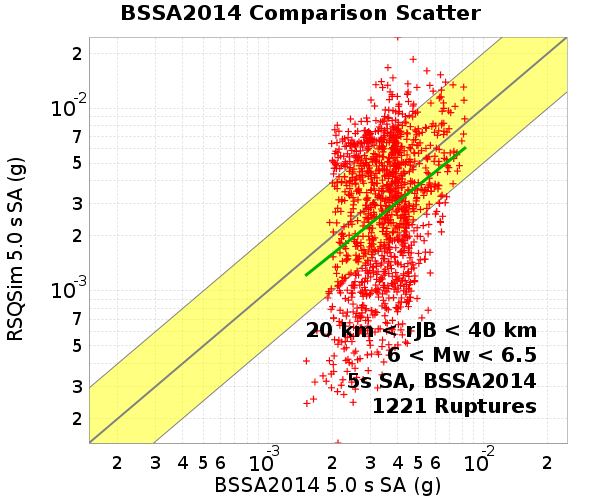 BSSA2014 Comparison Scatter
RSQSim 5.0 s SA (g)
2
10⁻²
7
5
3
2
10⁻³
7
5
3
2
20 km < rJB < 40 km
6 < Mw < 6.5
5s SA, BSSA2014
1221 Ruptures
2 3 4 5 6 10⁻³ 2 3 4 5 6 10⁻² 2
BSSA2014 5.0 s SA (g)